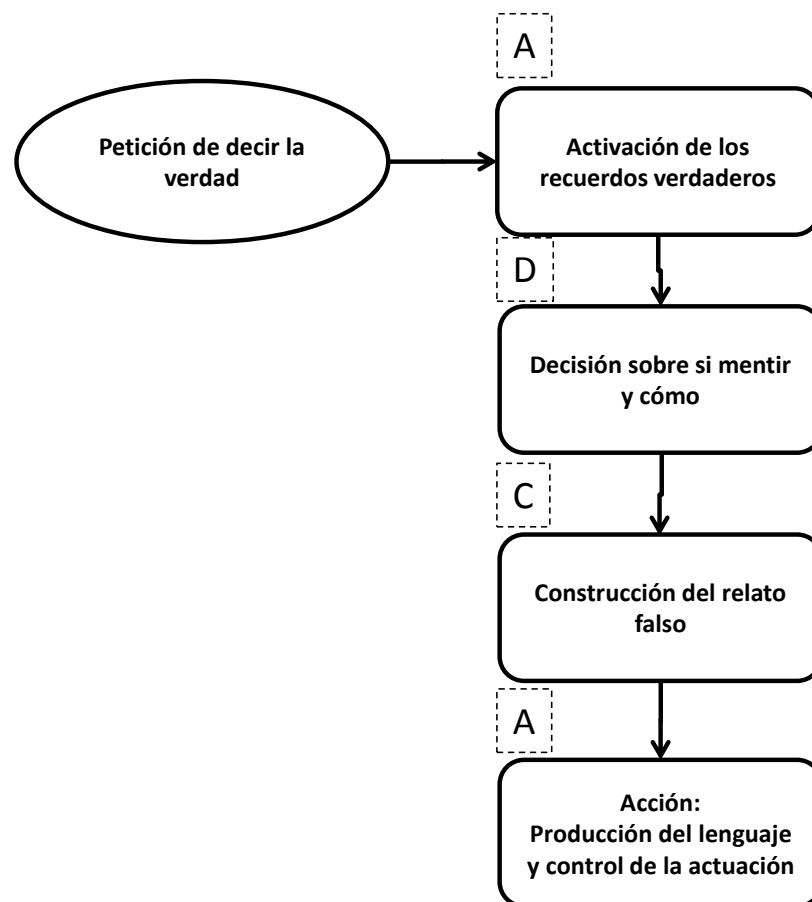 A
Petición de decir la
verdad
Activación de los
recuerdos verdaderos
D
Decisión sobre si mentir
y cómo
C
Construcción del relato
falso
A
Acción:
Producción del lenguaje
y control de la actuación